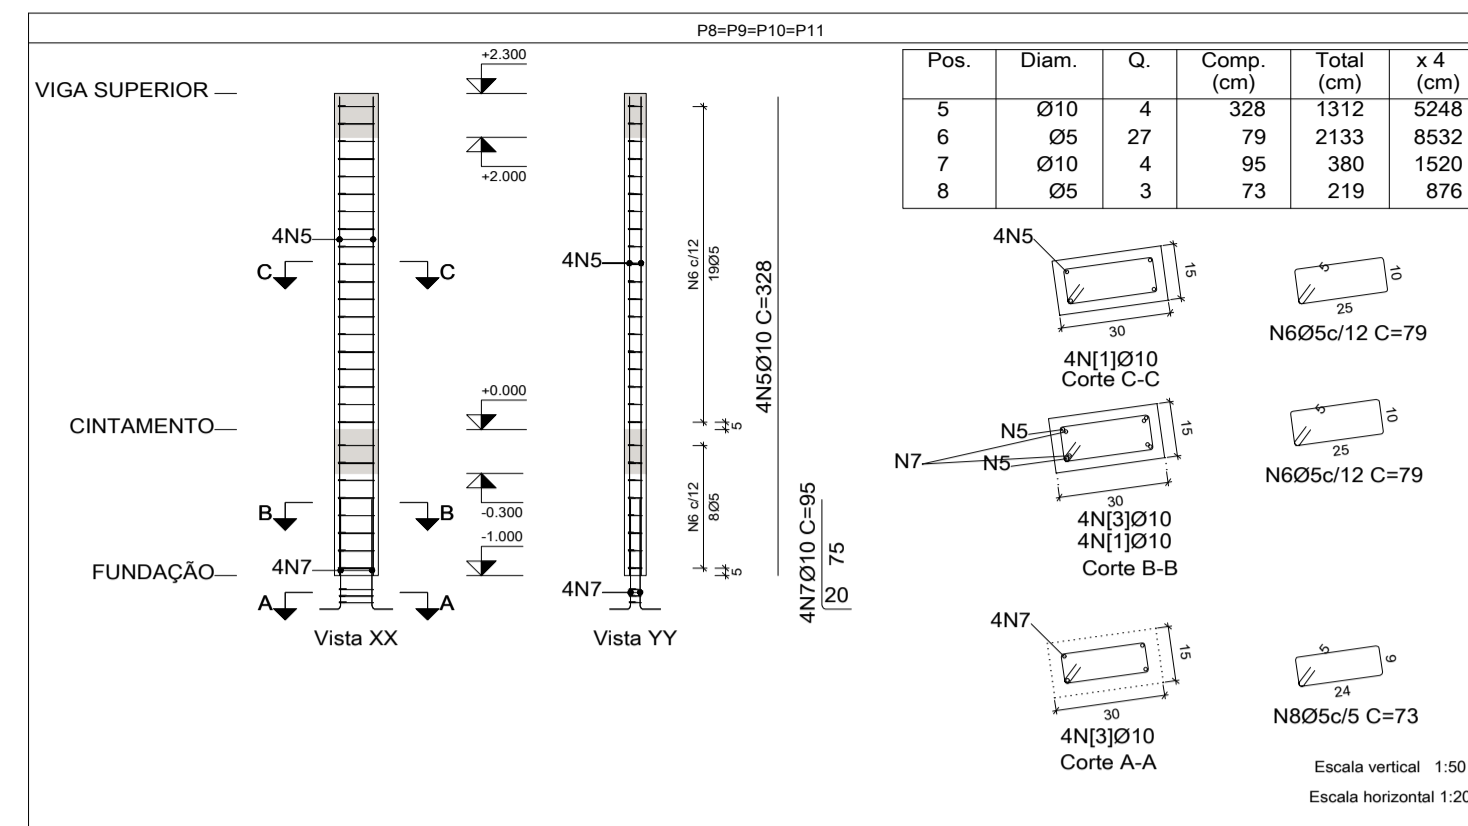 P8=P9=P10=P11
VIGA SUPERIOR
CINTAMENTO
FUNDAÇÃO
4N5
C C
B B
4N7
A A
Vista XX
+2.300
+2.000
+0.000
-0.300
-1.000
4N5
4N7
Vista YY
N6 c/12
19Ø5
5
N6 c/12
8Ø5
5
4N5Ø10 C=328
4N7Ø10 C=95
75
20
Pos. Diam. Q. Comp. (cm) Total (cm) x 4 (cm)
5 Ø10 4 328 1312 5248
6 Ø5 27 79 2133 8532
7 Ø10 4 95 380 1520
8 Ø5 3 73 219 876
4N5
15
30
4N[1]Ø10
Corte C-C
5
10
25
N6Ø5c/12 C=79
N5
N7
N5
15
30
4N[3]Ø10
4N[1]Ø10
Corte B-B
5
10
25
N6Ø5c/12 C=79
4N7
15
30
4N[3]Ø10
Corte A-A
5
9
24
N8Ø5c/5 C=73
Escala vertical 1:50
Escala horizontal 1:20